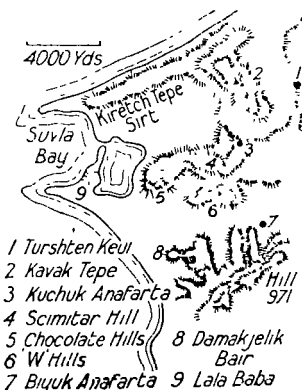 4000 Yds
Kiretch Tepe
Sirt
Suvla
Bay
1
2
3
4
5
6
7
8
9
Hill
971
1 Turshten Keui
2 Kavak Tepe
3 Kuchuk Anafarta
4 Scimitar Hill
5 Chocolate Hills
6 'W' Hills
7 Biyuk Anafarta
8 Damakjelik
Bair
9 Lala Baba